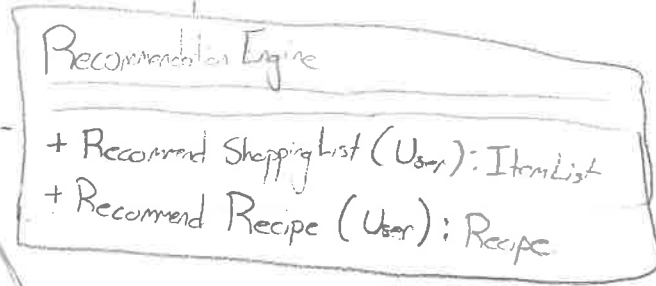 Recommendation Engine
+ Recommend ShoppingList (User): ItemList
+ Recommend Recipe (User): Recipe